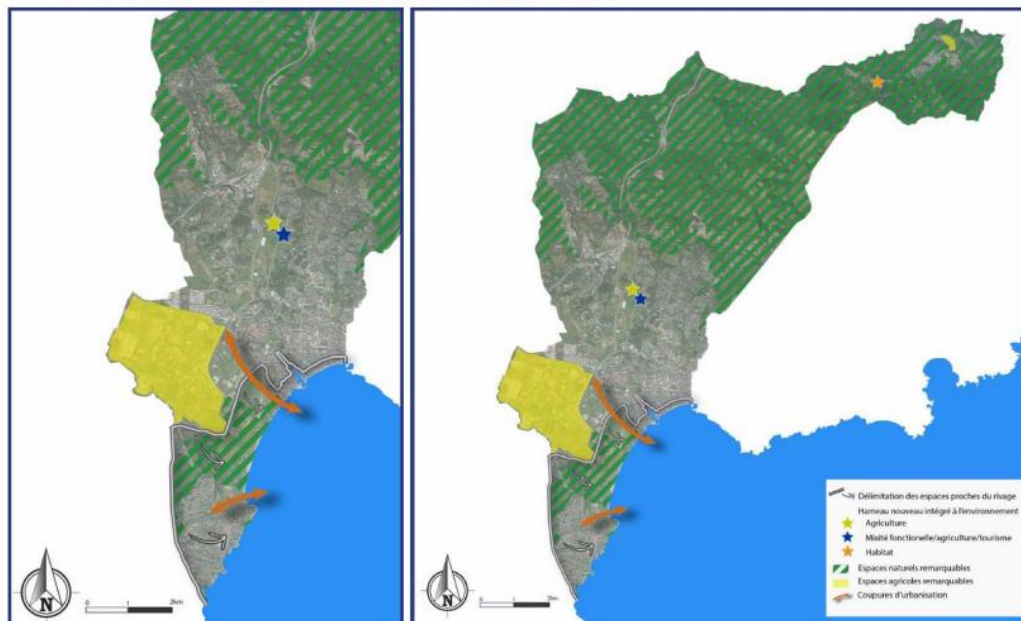 N
0 1 2km
N
0 1 2km
Délimitation des espaces proches du rivage
Hameau nouveau intégré à l'environnement
Agriculture
Mixité fonctionelle/agriculture/tourisme
Habitat
Espaces naturels remarquables
Espaces agricoles remarquables
Coupures d'urbanisation